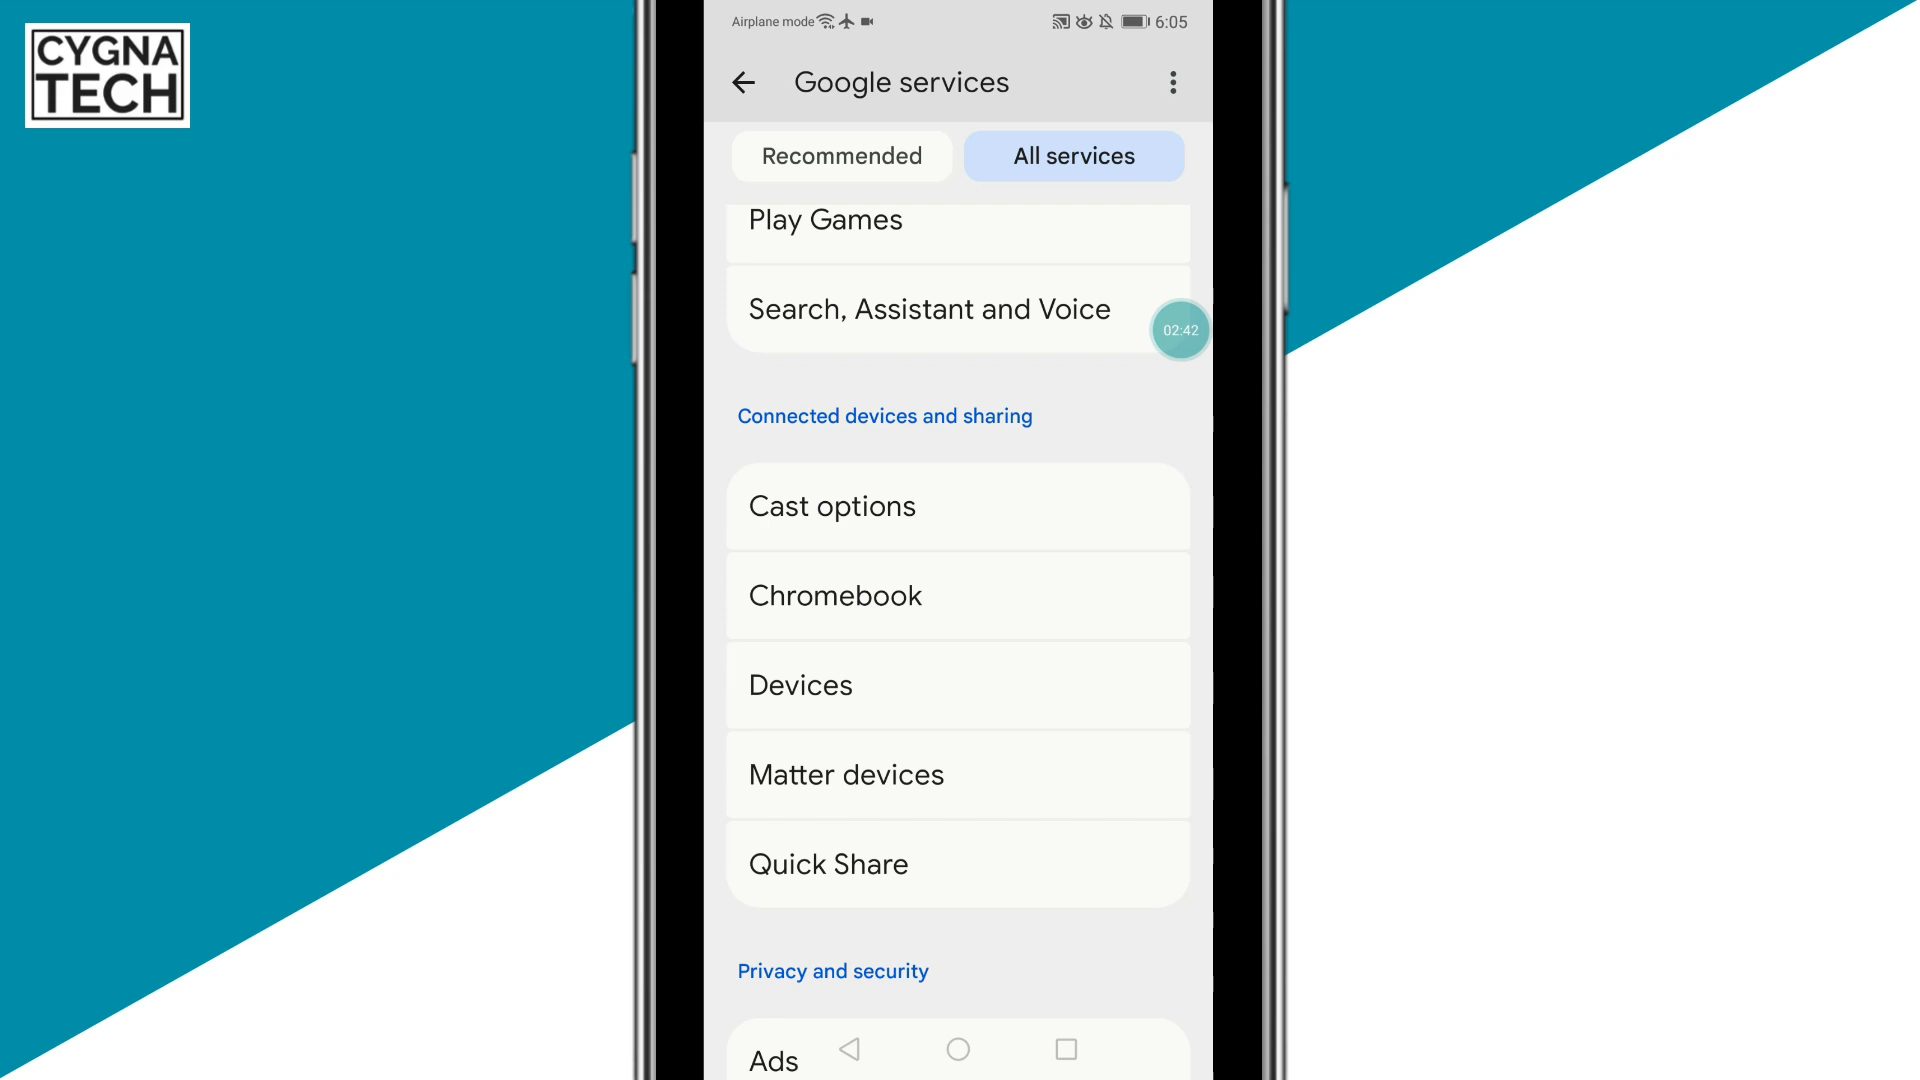 CYGNA
TECH
Airplane mode
6:05
Google services
Recommended
All services
Play Games
Search, Assistant and Voice
02:42
Connected devices and sharing
Cast options
Chromebook
Devices
Matter devices
Quick Share
Privacy and security
Ads